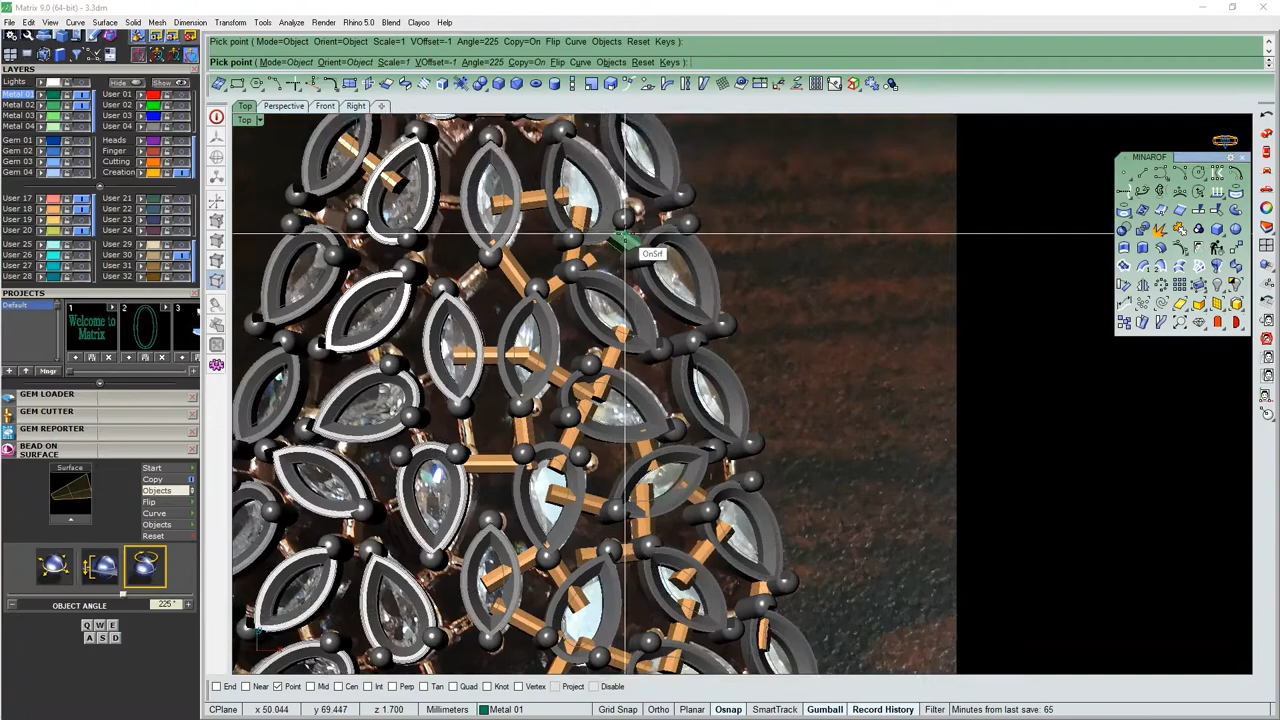 Matrix 9.0 (64-bit) - 3.3dm
File Edit View Curve Surface Solid Mesh Dimension Transform Tools Analyze Render Rhino 5.0 Blend Clayoo Help
Pick point ( Mode=Object Orient=Object Scale=1 VOffset=-1 Angle=225 Copy=On Flip Curve Objects Reset Keys ):
Pick point ( Mode=Object Orient=Object Scale=1 VOffset=-1 Angle=225 Copy=On Flip Curve Objects Reset Keys ):
LAYERS
Lights Hide Show
Metal 01 User 01
Metal 02 User 02
Metal 03 User 03
Metal 04 User 04
Gem 01 Heads
Gem 02 Finger
Gem 03 Cutting
Gem 04 Creation
User 17 User 21
User 18 User 22
User 19 User 23
User 20 User 24
User 25 User 29
User 26 User 30
User 27 User 31
User 28 User 32
PROJECTS
Default
1 2 3
Welcome to Matrix
Mngr
GEM LOADER
GEM CUTTER
GEM REPORTER
BEAD ON SURFACE
Surface
Start
Copy
Objects
Flip
Curve
Objects
Reset
OBJECT ANGLE 225°
Q W E
A S D
Top Perspective Front Right
Top
OnSrf
MINAROF
End Near Point Mid Cen Int Perp Tan Quad Knot Vertex Project Disable
CPlane x 50.044 y 69.447 z 1.700 Millimeters Metal 01 Grid Snap Ortho Planar Osnap SmartTrack Gumball Record History Filter Minutes from last save: 65